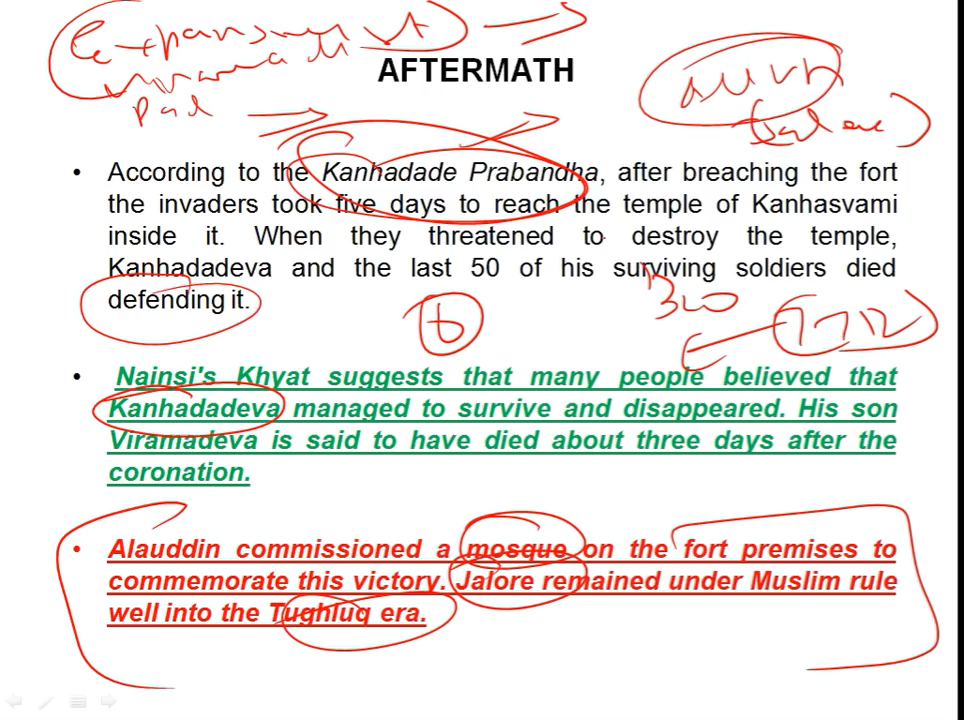 AFTERMATH
• According to the Kanhadade Prabandha, after breaching the fort
the invaders took five days to reach the temple of Kanhasvami
inside it. When they threatened to destroy the temple,
Kanhadadeva and the last 50 of his surviving soldiers died
defending it.
• Nainsi's Khyat suggests that many people believed that
Kanhadadeva managed to survive and disappeared. His son
Viramadeva is said to have died about three days after the
coronation.
• Alauddin commissioned a mosque on the fort premises to
commemorate this victory. Jalore remained under Muslim rule
well into the Tughluq era.